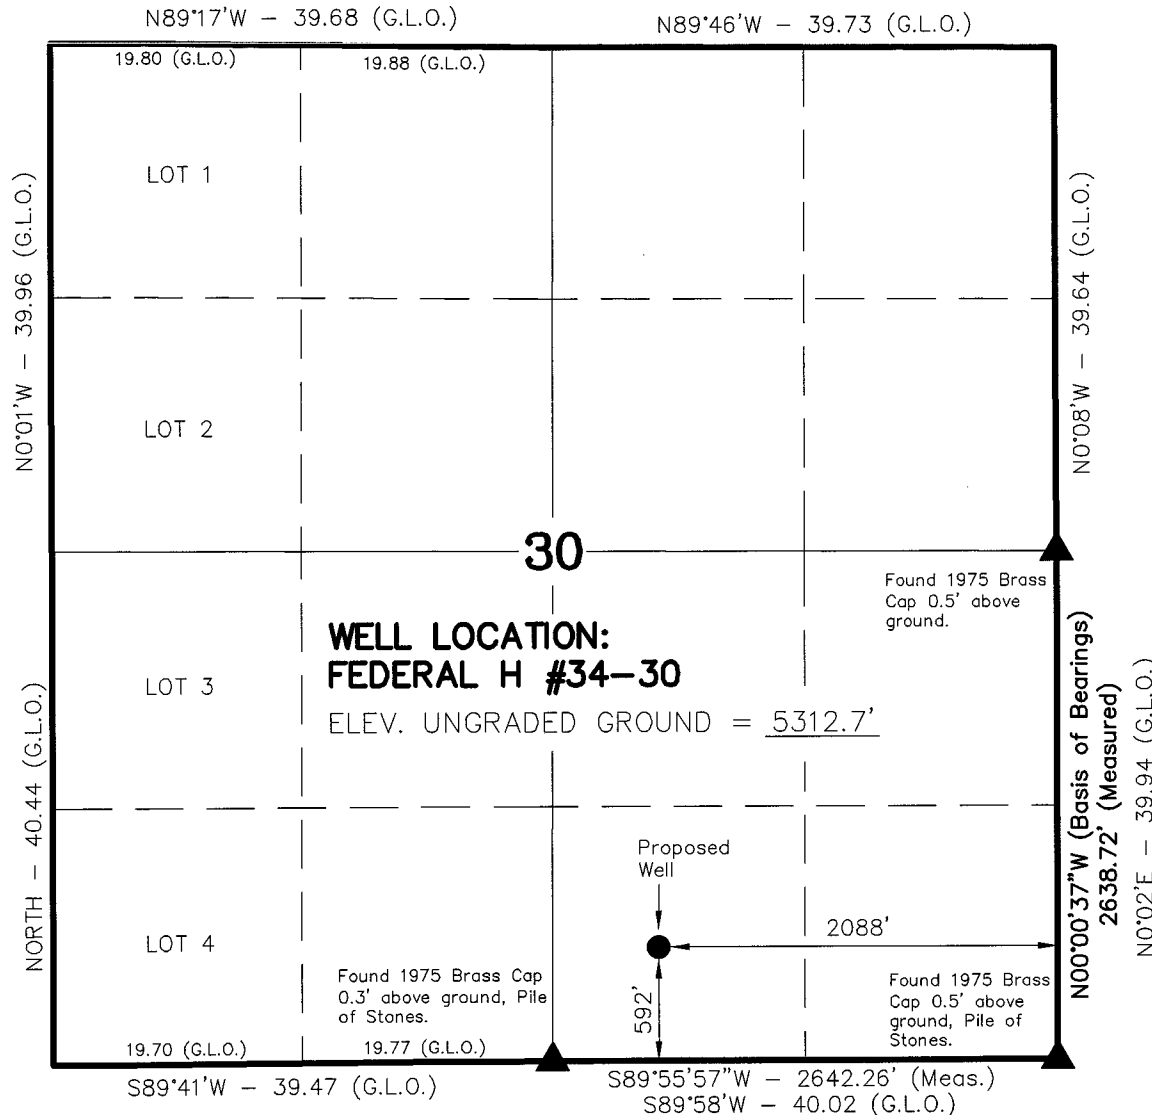 N89°17'W - 39.68 (G.L.O.)
N89°46'W - 39.73 (G.L.O.)
19.80 (G.L.O.)
19.88 (G.L.O.)
LOT 1
N0°01'W - 39.96 (G.L.O.)
N0°08'W - 39.64 (G.L.O.)
LOT 2
30
Found 1975 Brass
Cap 0.5' above
ground.
WELL LOCATION:
FEDERAL H #34-30
ELEV. UNGRADED GROUND = 5312.7'
LOT 3
NORTH - 40.44 (G.L.O.)
N00°00'37"W (Basis of Bearings)
2638.72' (Measured)
N0°02'E - 39.94 (G.L.O.)
Proposed
Well
2088'
592'
LOT 4
Found 1975 Brass Cap
0.3' above ground, Pile
of Stones.
Found 1975 Brass
Cap 0.5' above
ground, Pile of
Stones.
19.70 (G.L.O.)
19.77 (G.L.O.)
S89°41'W - 39.47 (G.L.O.)
S89°55'57"W - 2642.26' (Meas.)
S89°58'W - 40.02 (G.L.O.)